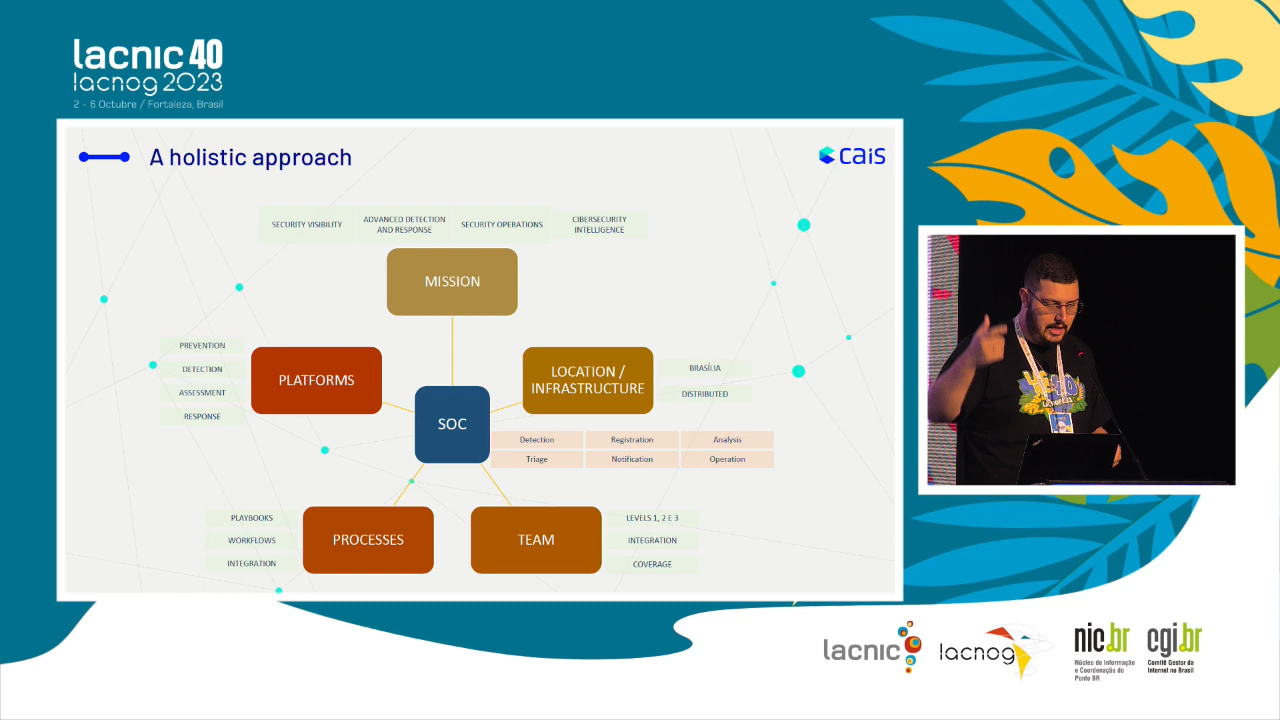 lacnic 40
lacnog 2023
2 - 6 Octubre / Fortaleza, Brasil
A holistic approach
cais
SECURITY VISIBILITY
ADVANCED DETECTION
AND RESPONSE
SECURITY OPERATIONS
CIBERSECURITY
INTELLIGENCE
MISSION
PREVENTION
DETECTION
ASSESSMENT
RESPONSE
PLATFORMS
LOCATION /
INFRASTRUCTURE
BRASÍLIA
DISTRIBUTED
SOC
Detection
Registration
Analysis
Triage
Notification
Operation
PLAYBOOKS
WORKFLOWS
INTEGRATION
PROCESSES
TEAM
LEVELS 1, 2 E 3
INTEGRATION
COVERAGE
lacnic
lacnog
nic.br
Núcleo de Informação
e Coordenação do
Ponto BR
cgi.br
Comitê Gestor da
Internet no Brasil